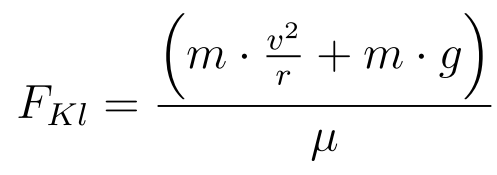 F_{Kl} = \frac{\left( m \cdot \frac{v^2}{r} + m \cdot g \right)}{\mu}